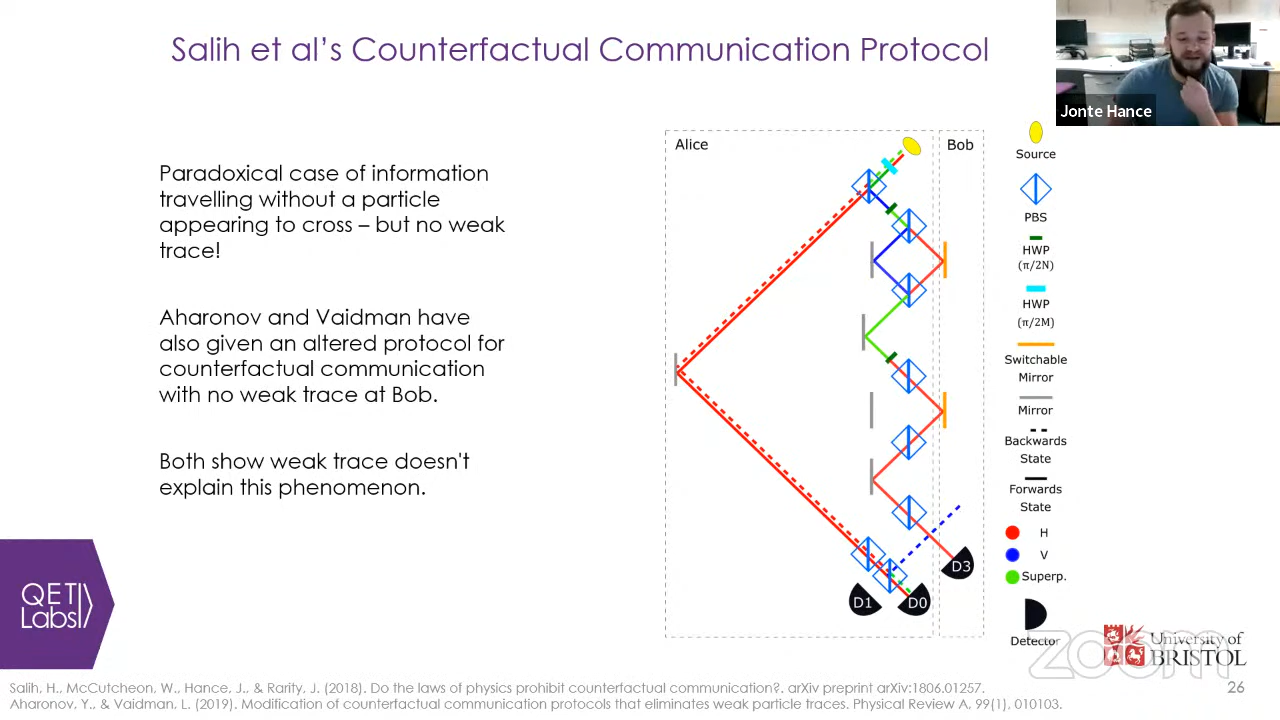 Salih et al's Counterfactual Communication Protocol
Jonte Hance
Paradoxical case of information
travelling without a particle
appearing to cross – but no weak
trace!
Aharonov and Vaidman have
also given an altered protocol for
counterfactual communication
with no weak trace at Bob.
Both show weak trace doesn't
explain this phenomenon.
Alice
Bob
D3
D1
D0
Source
PBS
HWP
(π/2N)
HWP
(π/2M)
Switchable
Mirror
Mirror
Backwards
State
Forwards
State
H
V
Superp.
Detector
QET
Labs
zoom
University of
BRISTOL
Salih, H., McCutcheon, W., Hance, J., & Rarity, J. (2018). Do the laws of physics prohibit counterfactual communication?. arXiv preprint arXiv:1806.01257.
Aharonov, Y., & Vaidman, L. (2019). Modification of counterfactual communication protocols that eliminates weak particle traces. Physical Review A, 99(1), 010103.
26